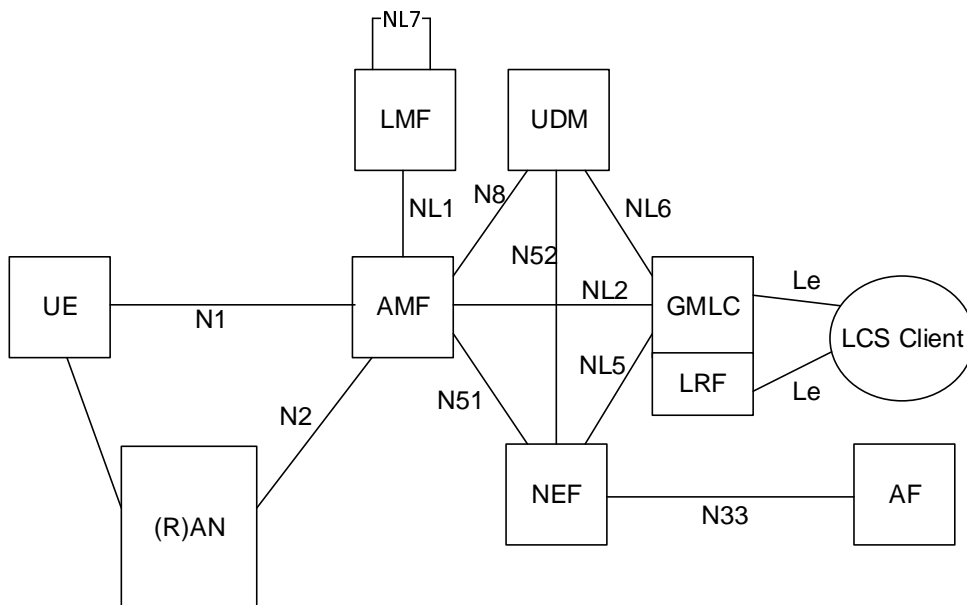 NL7
LMF
UDM
N8
NL1
NL6
N52
UE
N1
AMF
NL2
GMLC
Le
LCS Client
NL5
LRF
Le
N51
N2
(R)AN
NEF
N33
AF